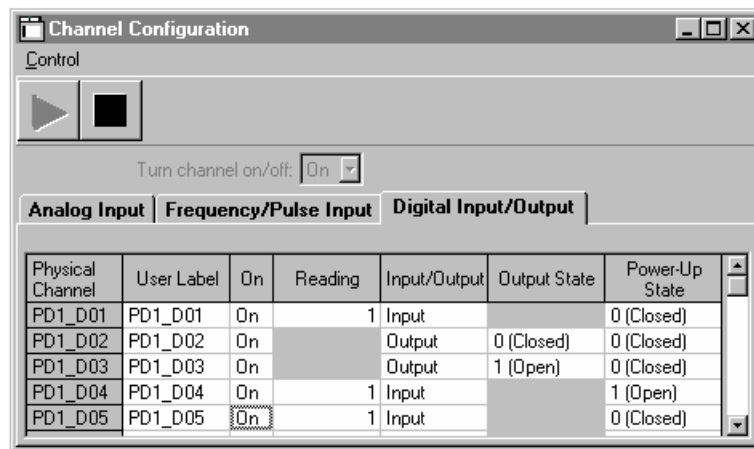 Channel Configuration
Control
Turn channel on/off: On
Analog Input Frequency/Pulse Input Digital Input/Output
Physical Channel User Label On Reading Input/Output Output State Power-Up State
PD1_D01 PD1_D01 On 1 Input 0 (Closed)
PD1_D02 PD1_D02 On Output 0 (Closed) 0 (Closed)
PD1_D03 PD1_D03 On Output 1 (Open) 0 (Closed)
PD1_D04 PD1_D04 On 1 Input 1 (Open)
PD1_D05 PD1_D05 On 1 Input 0 (Closed)